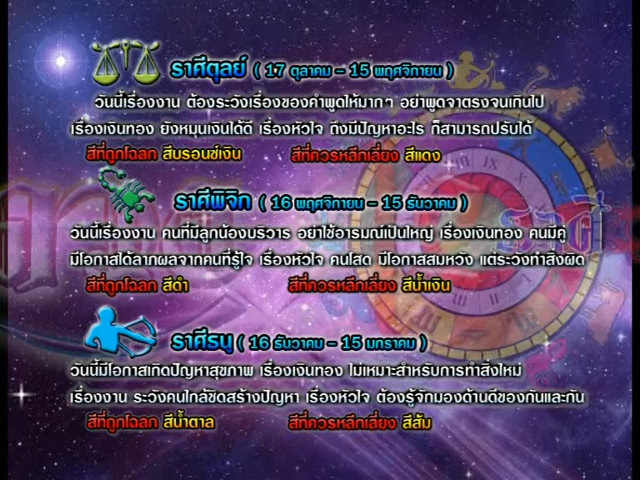 ราศีตุลย์ ( 17 ตุลาคม – 15 พฤศจิกายน )
วันนี้เรื่องงาน ต้องระวังเรื่องของคำพูดให้มากๆ อย่าพูดจาตรงจนเกินไป
เรื่องเงินทอง ยังหมุนเงินได้ดี เรื่องหัวใจ ถึงมีปัญหาอะไร ก็สามารถปรับได้
สีที่ถูกโฉลก สีบรอนซ์เงิน สีที่ควรหลีกเลี่ยง สีแดง
ราศีพิจิก ( 16 พฤศจิกายน – 15 ธันวาคม )
วันนี้เรื่องงาน คนที่มีลูกน้องบริวาร อย่าใช้อารมณ์เป็นใหญ่ เรื่องเงินทอง คนมีคู่
มีโอกาสได้ลาภผลจากคนที่รู้ใจ เรื่องหัวใจ คนโสด มีโอกาสสมหวัง แต่ระวังทำสิ่งผิด
สีที่ถูกโฉลก สีดำ สีที่ควรหลีกเลี่ยง สีน้ำเงิน
ราศีธนู ( 16 ธันวาคม – 15 มกราคม )
วันนี้มีโอกาสเกิดปัญหาสุขภาพ เรื่องเงินทอง ไม่เหมาะสำหรับการทำสิ่งใหม่
เรื่องงาน ระวังคนใกล้ชิดสร้างปัญหา เรื่องหัวใจ ต้องรู้จักมองด้านดีของกันและกัน
สีที่ถูกโฉลก สีน้ำตาล สีที่ควรหลีกเลี่ยง สีส้ม